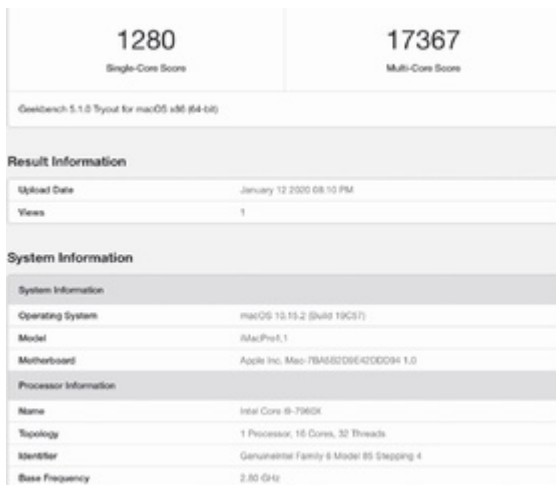 1280 17367
Single-Core Score Multi-Core Score
Geekbench 5.1.0 Tryout for macOS x86 (64-bit)
Result Information
Upload Date January 12 2020 08:10 PM
Views 1
System Information
System Information
Operating System macOS 10.15.2 (Build 19C57)
Model iMacPro1,1
Motherboard Apple Inc. Mac-7BA5B2D9E42DDD94 1.0
Processor Information
Name Intel Core i9-7960X
Topology 1 Processor, 16 Cores, 32 Threads
Identifier GenuineIntel Family 6 Model 85 Stepping 4
Base Frequency 2.80 GHz